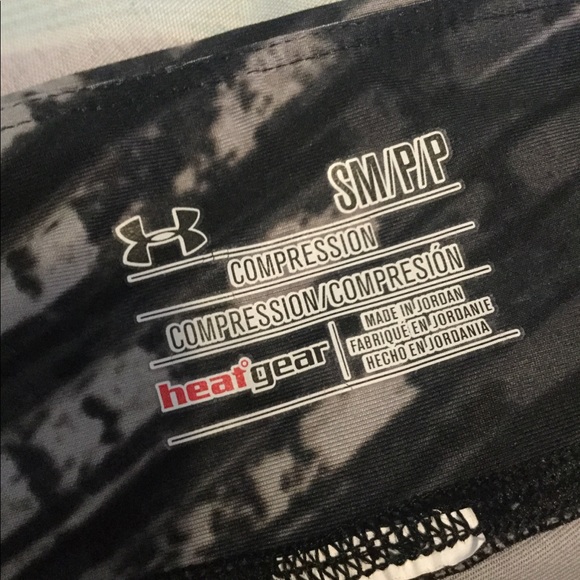 SM/P/P
COMPRESSION
COMPRESSION/COMPRESIÓN
heatgear
MADE IN JORDAN
FABRIQUÉ EN JORDANIE
HECHO EN JORDANIA